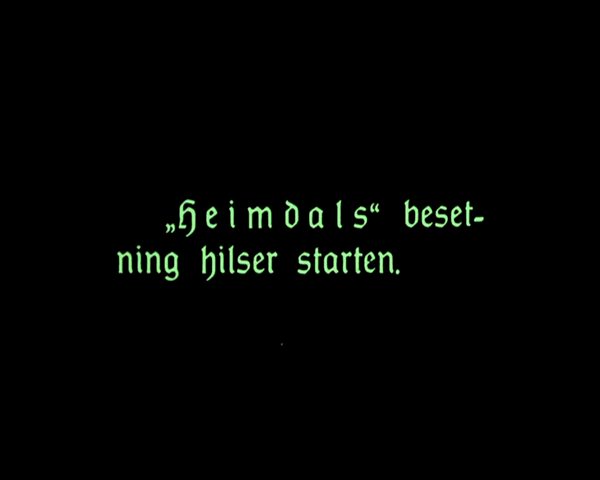 „Heimdals“ beset-
ning hilser starten.